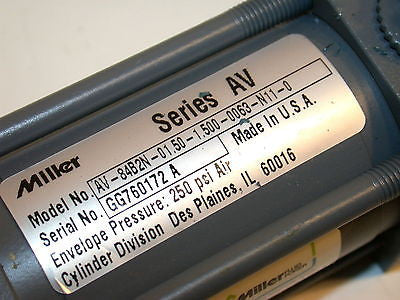 Series AV
Miller
Model No. AV-84B2N-01.50-1.500-0063-N11-0
Serial No. GG760172 A Made in U.S.A.
Envelope Pressure: 250 psi Air
Cylinder Division Des Plaines, IL 60016
Miller